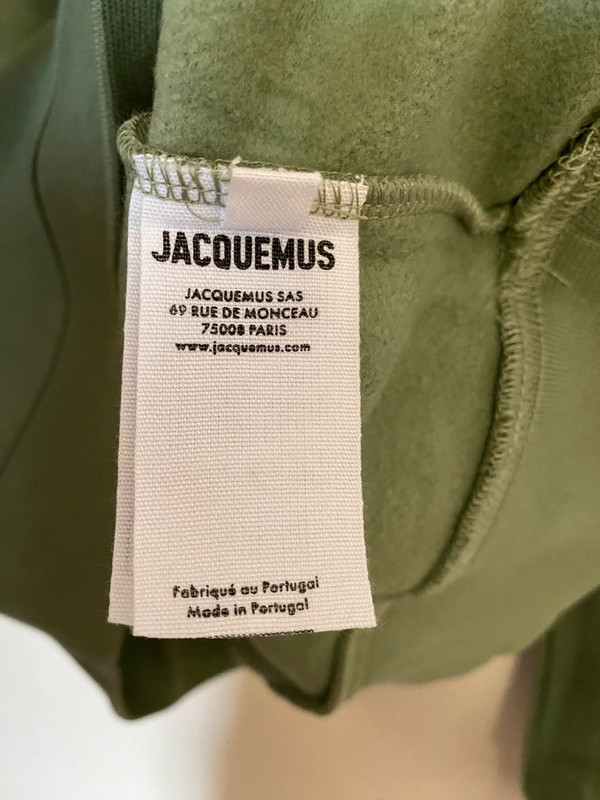 JACQUEMUS
JACQUEMUS SAS
69 RUE DE MONCEAU
75008 PARIS
www.jacquemus.com
Fabriqué au Portugal
Made in Portugal